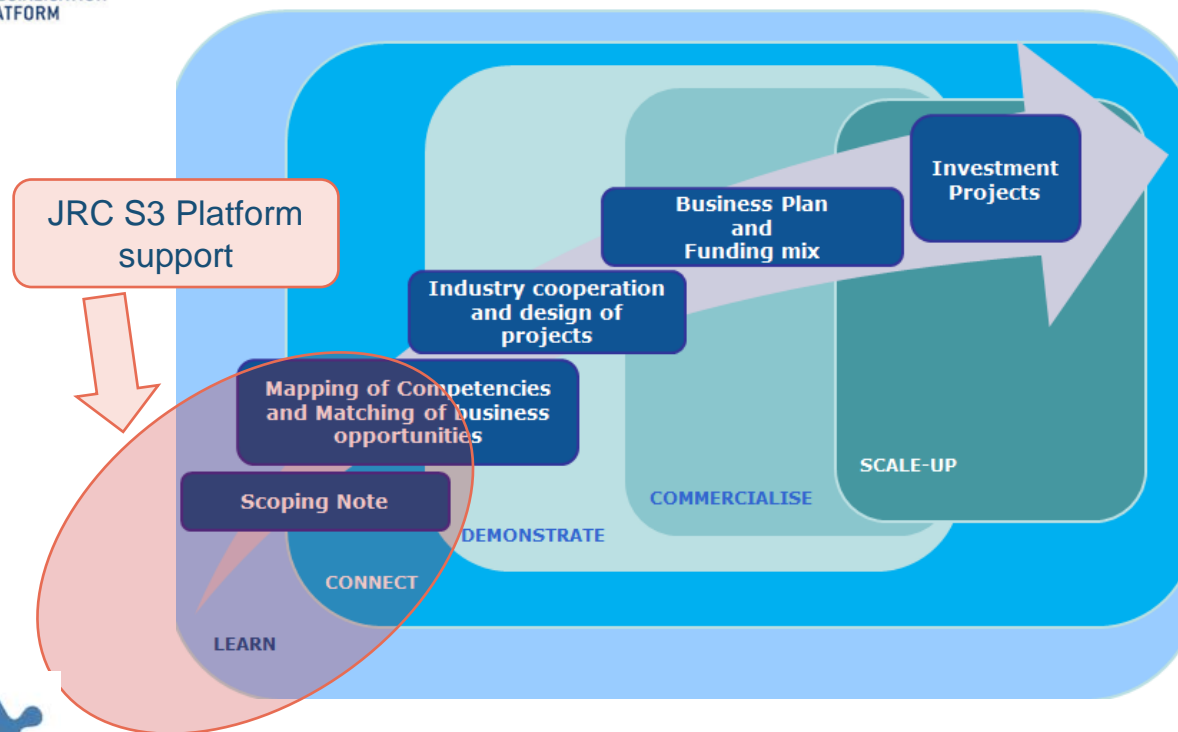 PLATFORM
JRC S3 Platform
support
Investment
Projects
Business Plan
and
Funding mix
Industry cooperation
and design of
projects
Mapping of Competencies
and Matching of business
opportunities
Scoping Note
SCALE-UP
COMMERCIALISE
DEMONSTRATE
CONNECT
LEARN